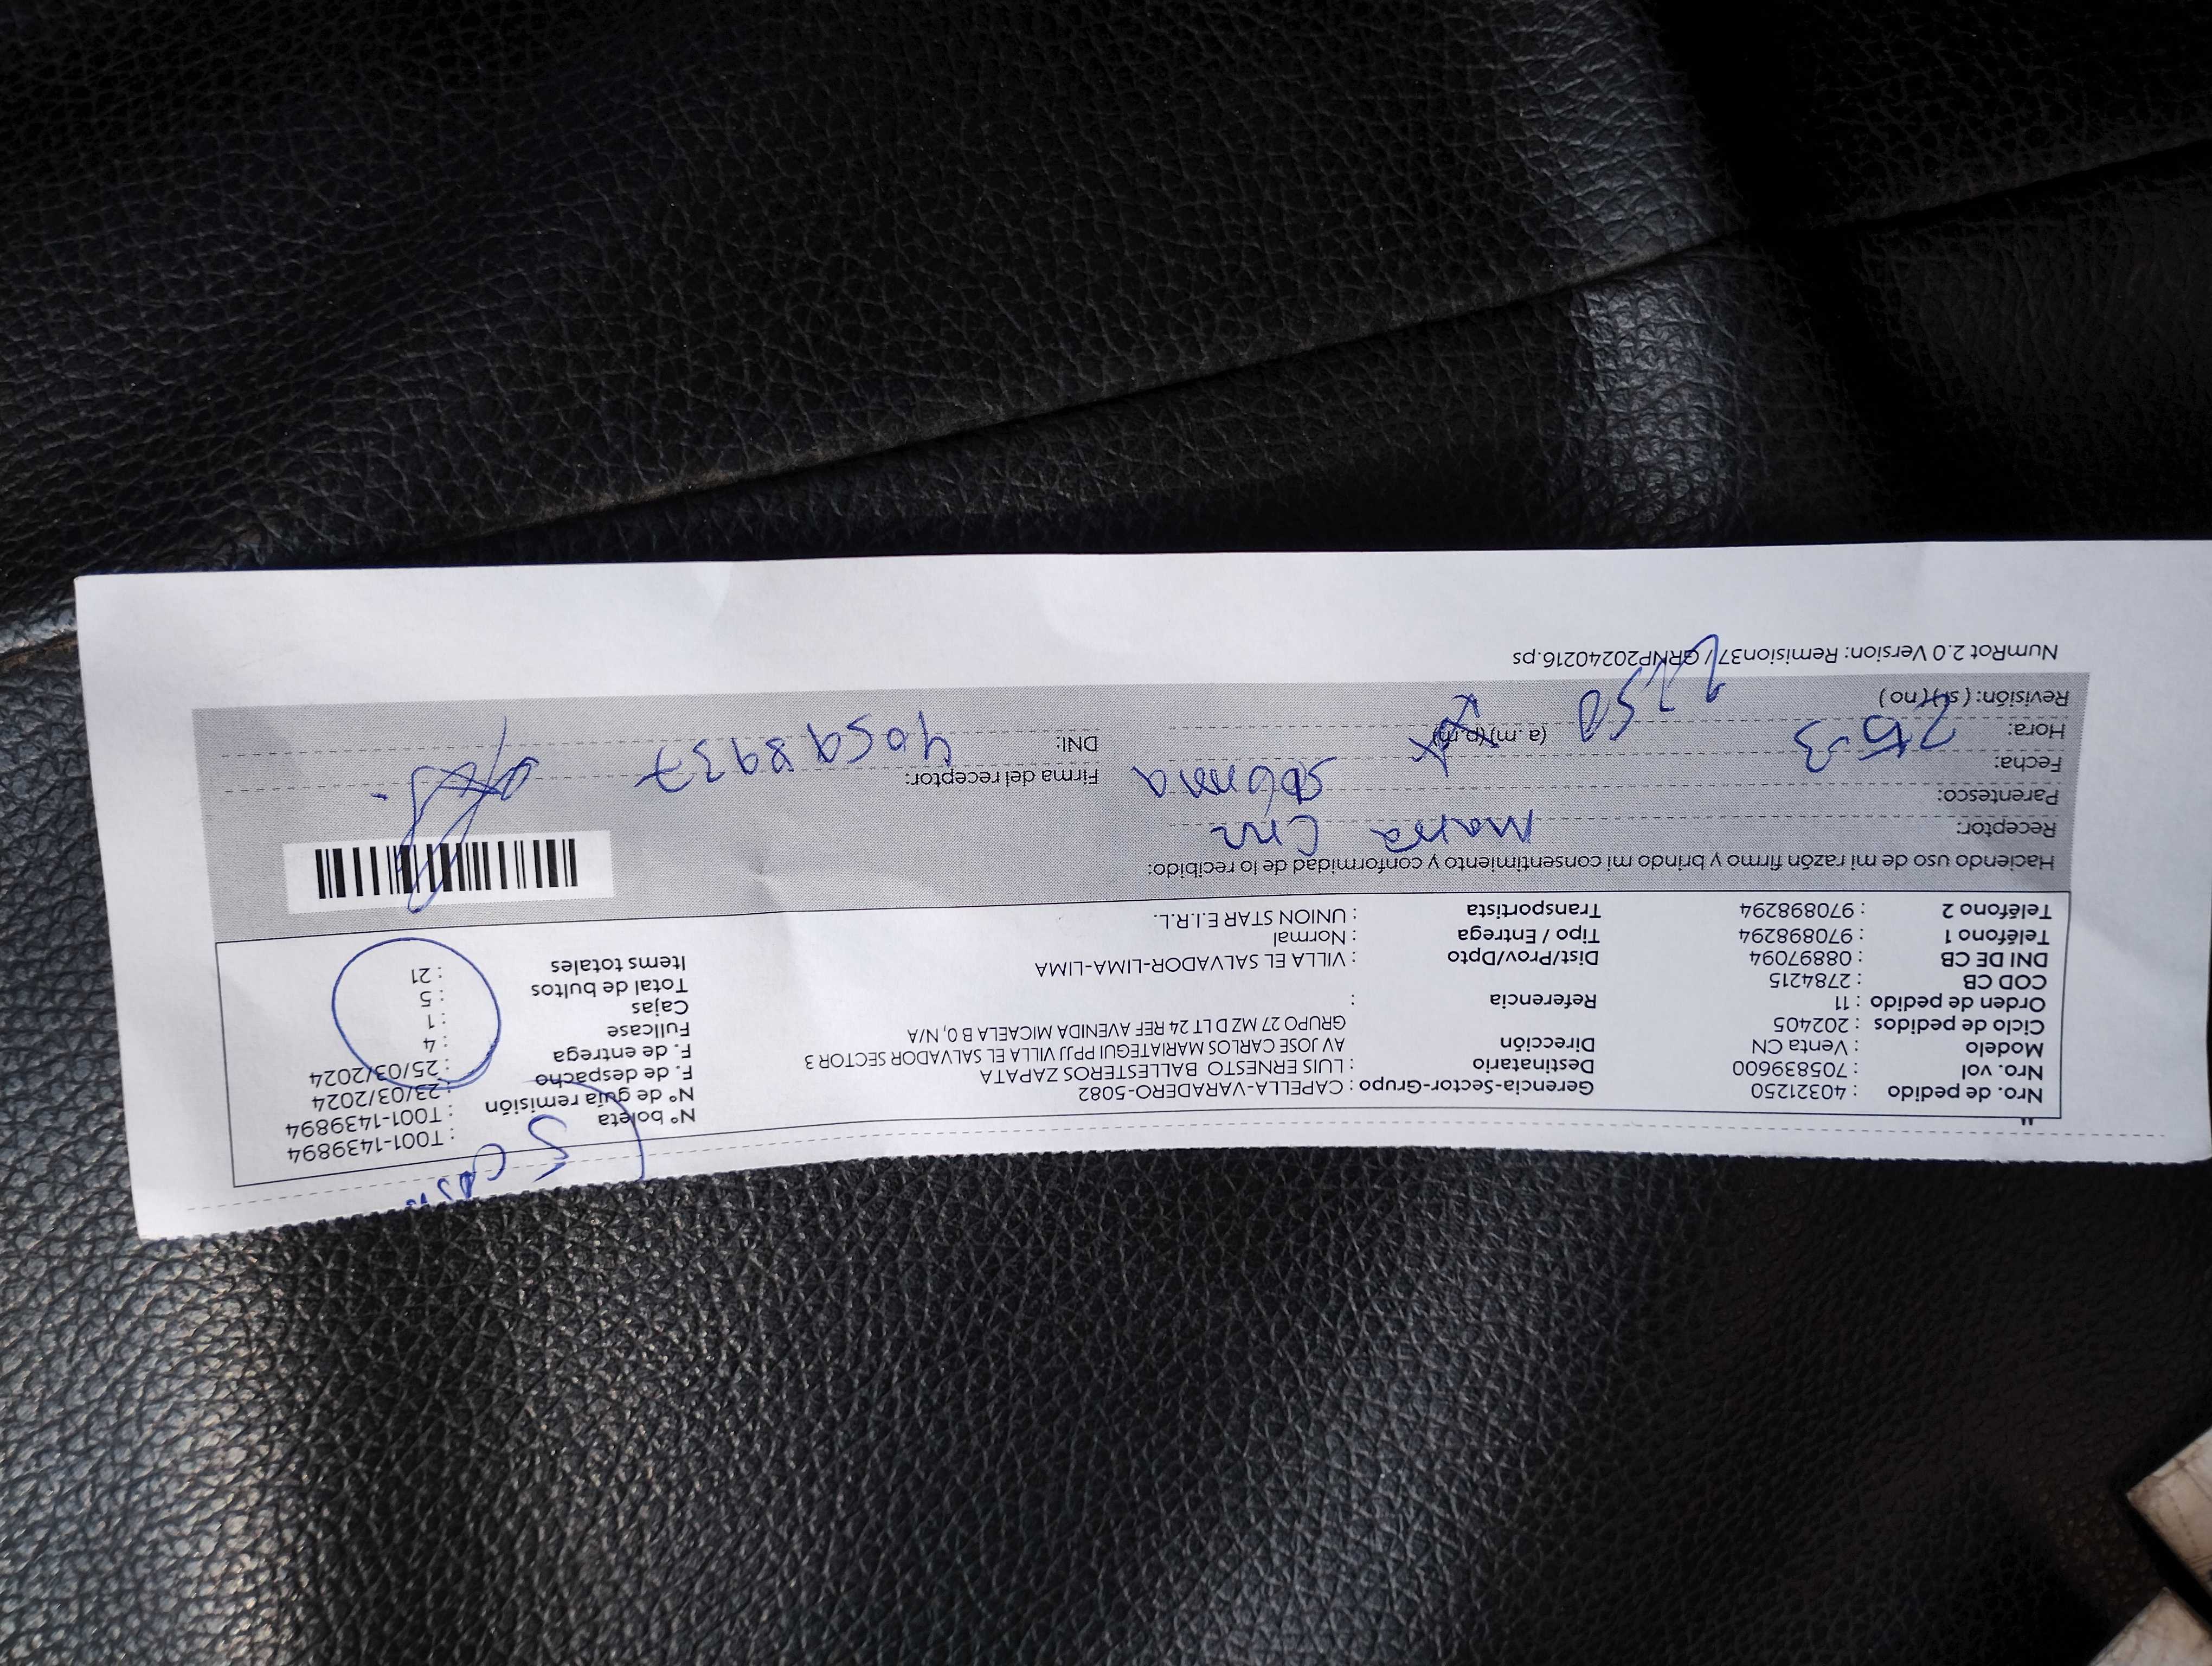 5
Nro. de pedido : 40321250
Nro. vol : 705839600
Modelo : Venta CN
Ciclo de pedidos : 202405
Orden de pedido : 11
COD CB : 2784215
DNI DE CB : 08897094
Teléfono 1 : 970898294
Teléfono 2 : 970898294
Gerencia-Sector-Grupo : CAPELLA-VARADERO-5082
Destinatario : LUIS ERNESTO BALLESTEROS ZAPATA
Dirección AV JOSE CARLOS MARIATEGUI PPJJ VILLA EL SALVADOR SECTOR 3
GRUPO 27 MZ D LT 24 REF AVENIDA MICAELA B 0, N/A
Referencia :
Dist/Prov/Dpto : VILLA EL SALVADOR-LIMA-LIMA
Tipo / Entrega : Normal
Transportista : UNION STAR E.I.R.L.
N° boleta : T001-1439894
N° de guía remisión : T001-1439894
F. de despacho : 23/03/2024
F. de entrega : 25/03/2024
Fullcase : 4
Cajas : 1
Total de bultos : 5
Items totales : 21
Haciendo uso de mi razón firmo y brindo mi consentimiento y conformidad de lo recibido:
Receptor: Maria
Parentesco:
Fecha: 25-3
Hora: (a. m)(p.m)
Revisión: ( si ) ( no )
Firma del receptor:
DNI: 40598937
NumRot 2.0 Version: Remision37 / GRNP20240216.ps